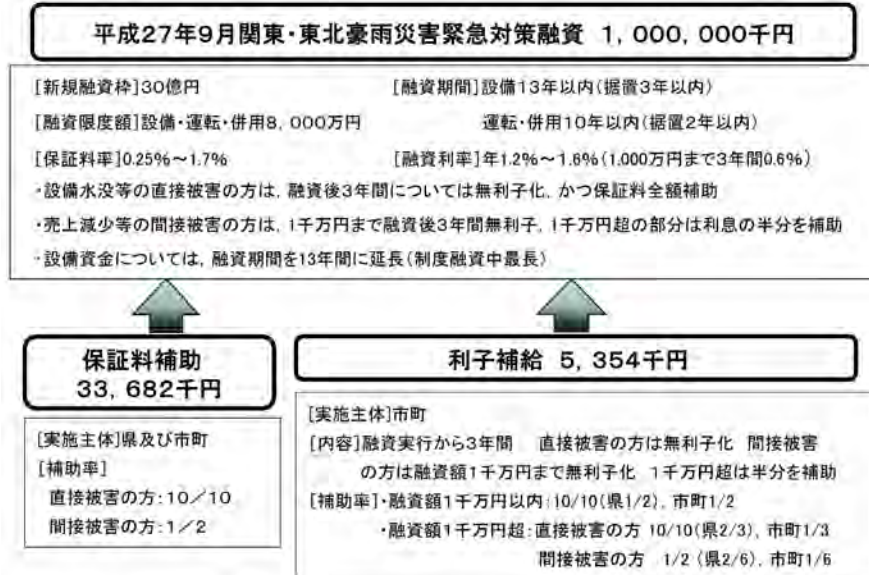 平成27年9月関東・東北豪雨災害緊急対策融資 1，000，000千円
[新規融資枠]30億円
[融資期間]設備13年以内(据置3年以内)
[融資限度額]設備・運転・併用8，000万円
運転・併用10年以内(据置2年以内)
[保証料率]0.25%～1.7%
[融資利率]年1.2%～1.6%(1,000万円まで3年間0.6%)
・設備水没等の直接被害の方は，融資後3年間については無利子化，かつ保証料全額補助
・売上減少等の間接被害の方は，1千万円まで融資後3年間無利子，1千万円超の部分は利息の半分を補助
・設備資金については，融資期間を13年間に延長(制度融資中最長)
保証料補助
33，682千円
[実施主体]県及び市町
[補助率]
直接被害の方：10／10
間接被害の方：1／2
利子補給 5，354千円
[実施主体]市町
[内容]融資実行から3年間 直接被害の方は無利子化 間接被害
の方は融資額1千万円まで無利子化 1千万円超は半分を補助
[補助率]・融資額1千万円以内：10/10(県1/2)，市町1/2
・融資額1千万円超：直接被害の方 10/10(県2/3)，市町1/3
間接被害の方 1/2 (県2/6)，市町1/6